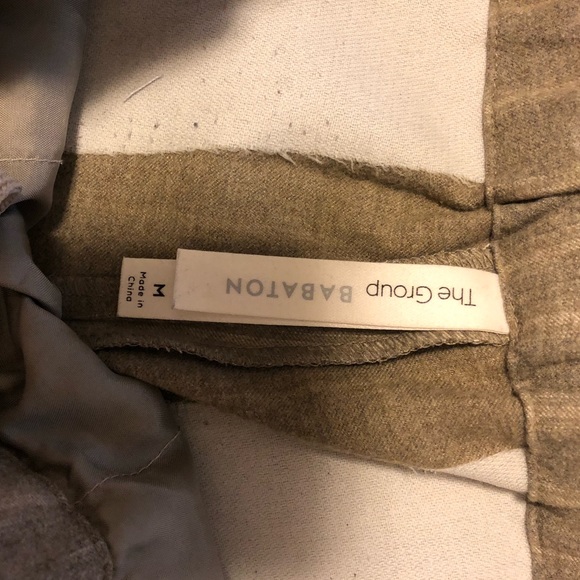 The Group
BABATON
M
Made in
China